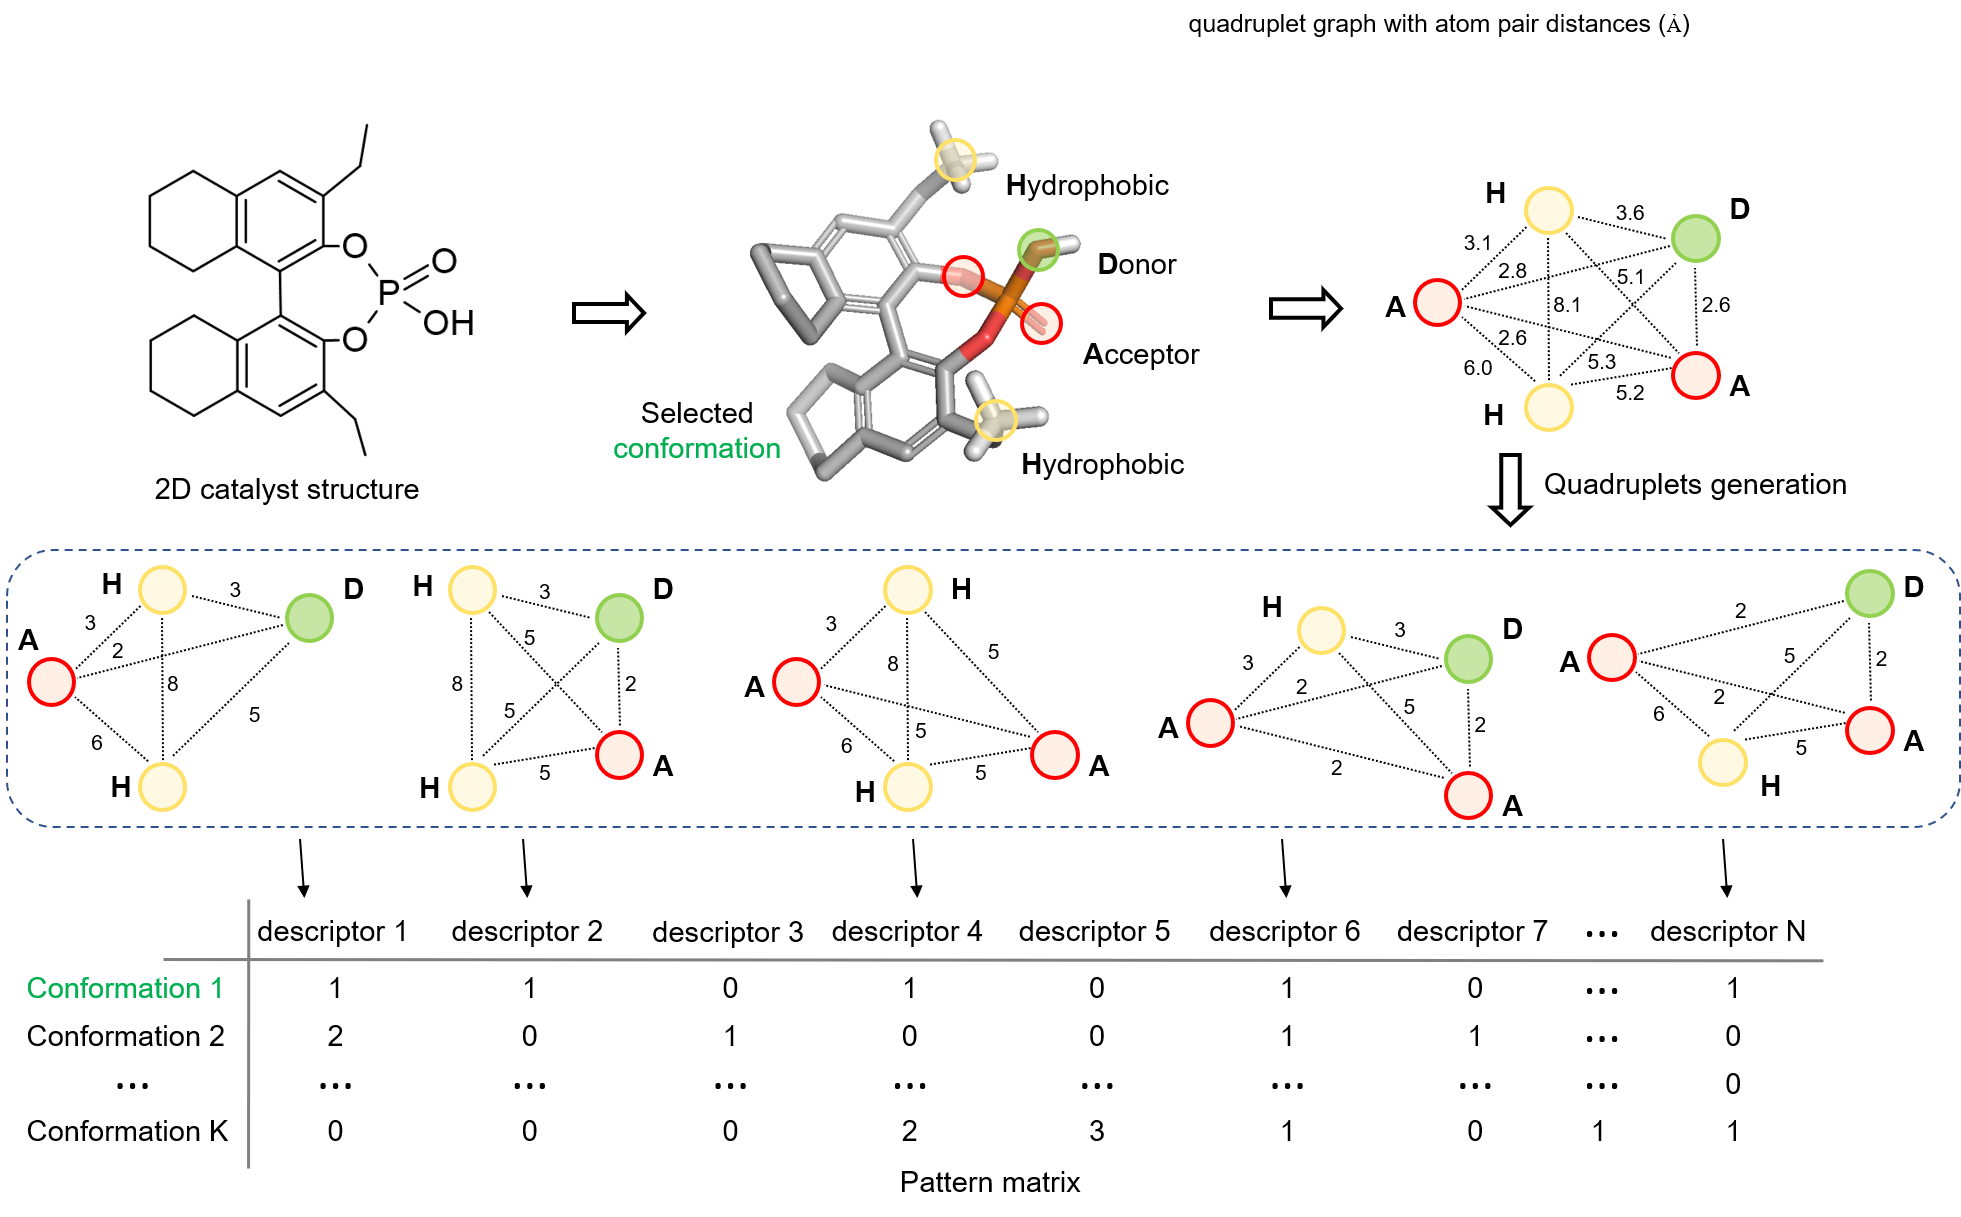 quadruplet graph with atom pair distances (Å)
O
O
P
OH
O
2D catalyst structure
Hydrophobic
Donor
Acceptor
Hydrophobic
Selected
conformation
H
D
3.6
3.1
2.8
5.1
A
8.1
2.6
2.6
5.3
6.0
5.2
A
H
Quadruplets generation
H
3
D
3
A
2
8
5
6
H
H
3
D
5
8
2
5
5
A
H
H
3
5
8
A
5
6
5
A
H
H
3
D
3
2
5
A
2
2
A
D
2
5
2
A
2
6
5
A
H
descriptor 1 descriptor 2 descriptor 3 descriptor 4 descriptor 5 descriptor 6 descriptor 7 ... descriptor N
Conformation 1 1 1 0 1 0 1 0 ... 1
Conformation 2 2 0 1 0 0 1 1 ... 0
... ... ... ... ... ... ... ... ... 0
Conformation K 0 0 0 2 3 1 0 1 1
Pattern matrix